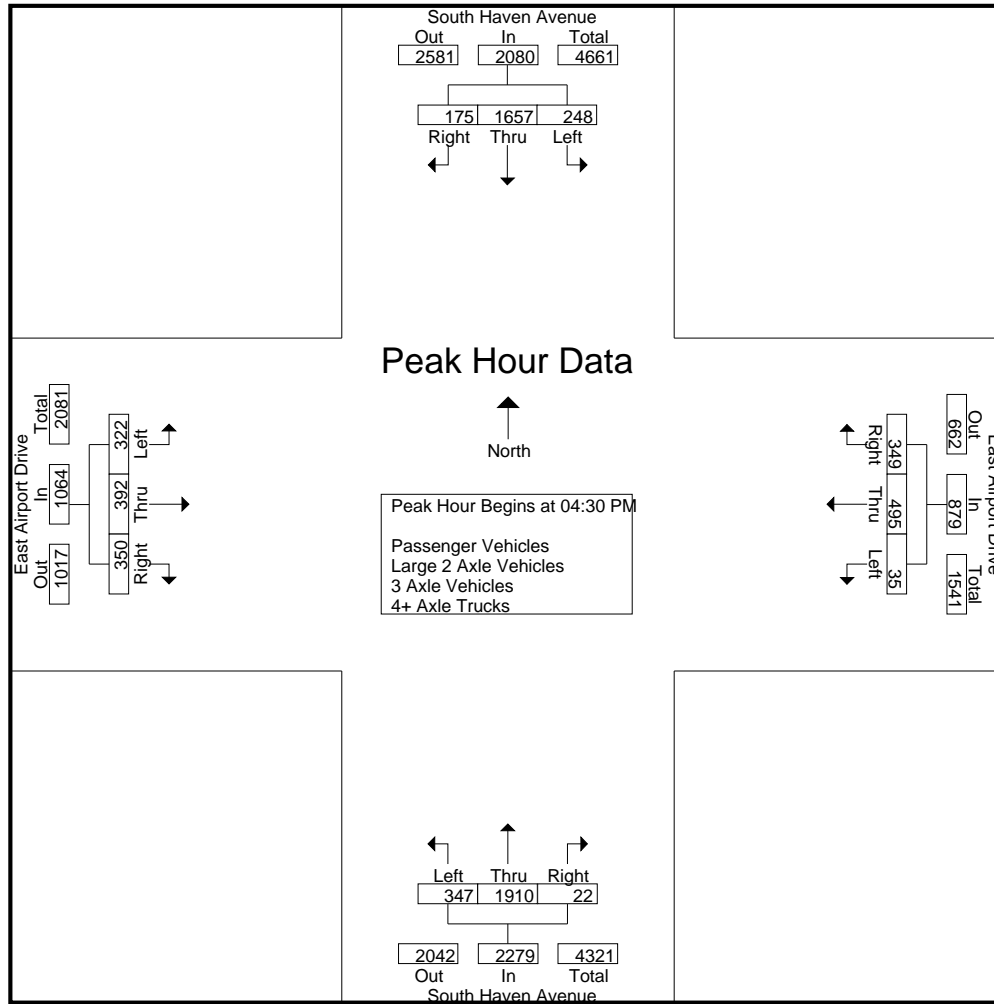 South Haven Avenue
Out In Total
2581 2080 4661
175 1657 248
Right Thru Left
Peak Hour Data
North
Peak Hour Begins at 04:30 PM
Passenger Vehicles
Large 2 Axle Vehicles
3 Axle Vehicles
4+ Axle Trucks
East Airport Drive
Out In Total
1017 1064 2081
350 392 322
Right Thru Left
East Airport Drive
Out In Total
662 879 1541
349 495 35
Right Thru Left
Left Thru Right
347 1910 22
2042 2279 4321
Out In Total
South Haven Avenue